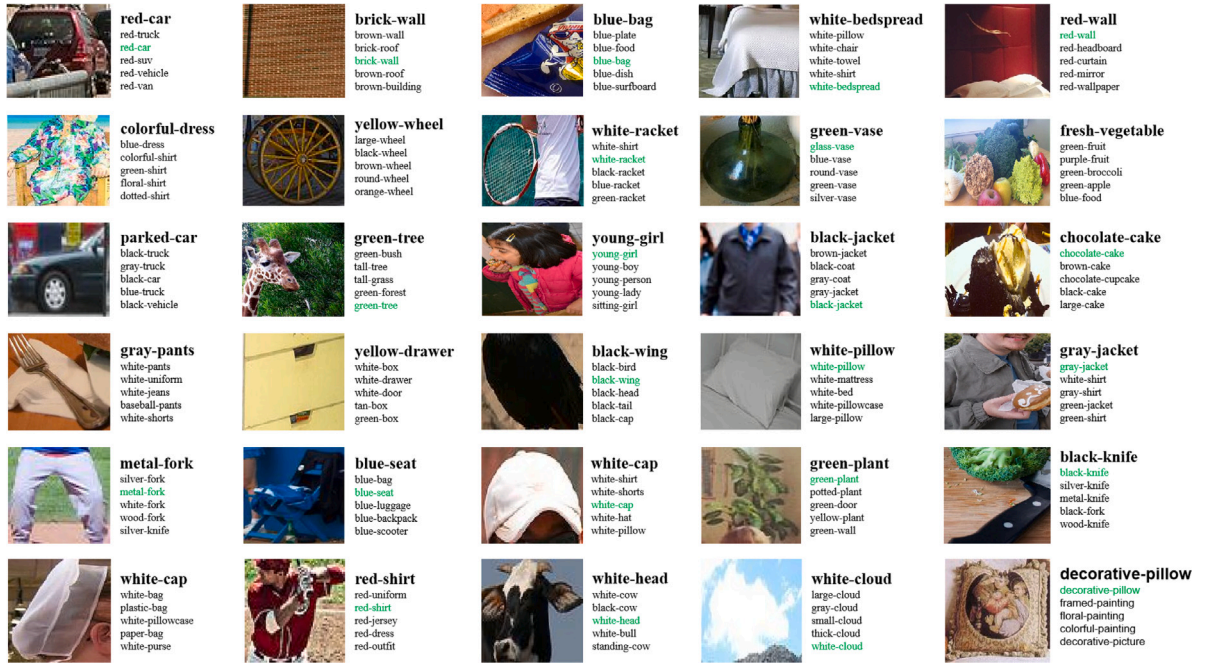 red-car
red-truck
red-car
red-suv
red-vehicle
red-van
brick-wall
brown-wall
brick-roof
brick-wall
brown-roof
brown-building
blue-bag
blue-plate
blue-food
blue-bag
blue-dish
blue-surfboard
white-bedspread
white-pillow
white-chair
white-towel
white-shirt
white-bedspread
red-wall
red-wall
red-headboard
red-curtain
red-mirror
red-wallpaper
colorful-dress
blue-dress
colorful-shirt
green-shirt
floral-shirt
dotted-shirt
yellow-wheel
large-wheel
black-wheel
brown-wheel
round-wheel
orange-wheel
white-racket
white-shirt
white-racket
black-racket
blue-racket
green-racket
green-vase
glass-vase
blue-vase
round-vase
green-vase
silver-vase
fresh-vegetable
green-fruit
purple-fruit
green-broccoli
green-apple
blue-food
parked-car
black-truck
gray-truck
black-car
blue-truck
black-vehicle
green-tree
green-bush
tall-tree
tall-grass
green-forest
green-tree
young-girl
young-girl
young-boy
young-person
young-lady
sitting-girl
black-jacket
brown-jacket
black-coat
gray-coat
gray-jacket
black-jacket
chocolate-cake
chocolate-cake
brown-cake
chocolate-cupcake
black-cake
large-cake
gray-pants
white-pants
white-uniform
white-jeans
baseball-pants
white-shorts
yellow-drawer
white-box
white-drawer
white-door
tan-box
green-box
black-wing
black-bird
black-wing
black-head
black-tail
black-cap
white-pillow
white-pillow
white-mattress
white-bed
white-pillowcase
large-pillow
gray-jacket
gray-jacket
white-shirt
gray-shirt
green-jacket
green-shirt
metal-fork
silver-fork
metal-fork
white-fork
wood-fork
silver-knife
blue-seat
blue-bag
blue-seat
blue-luggage
blue-backpack
blue-scooter
white-cap
white-shirt
white-shorts
white-cap
white-hat
white-pillow
green-plant
green-plant
potted-plant
green-door
yellow-plant
green-wall
black-knife
black-knife
silver-knife
metal-knife
black-fork
wood-knife
white-cap
white-bag
plastic-bag
white-pillowcase
paper-bag
white-purse
red-shirt
red-uniform
red-shirt
red-jersey
red-dress
red-outfit
white-head
white-cow
black-cow
white-head
white-bull
standing-cow
white-cloud
large-cloud
gray-cloud
small-cloud
thick-cloud
white-cloud
decorative-pillow
decorative-pillow
framed-painting
floral-painting
colorful-painting
decorative-picture